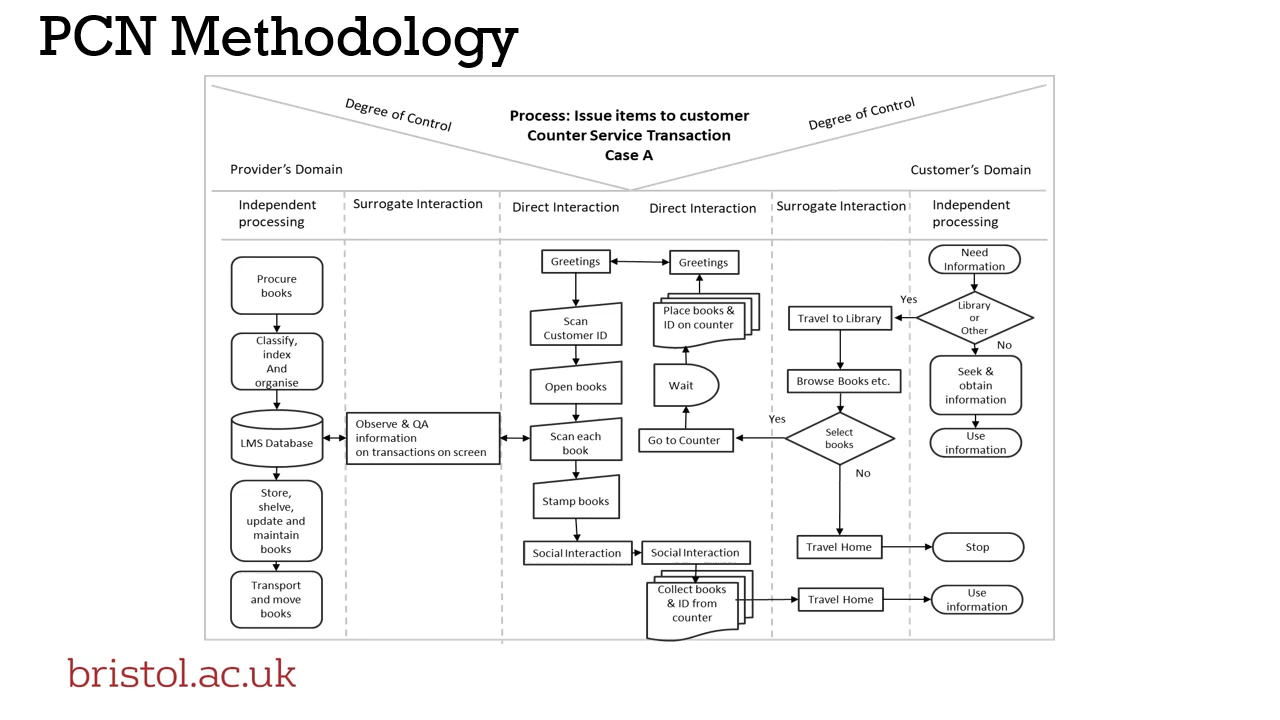 PCN Methodology
Degree of Control
Process: Issue items to customer
Counter Service Transaction
Case A
Degree of Control
Provider's Domain
Customer's Domain
Independent
processing
Surrogate Interaction
Direct Interaction
Direct Interaction
Surrogate Interaction
Independent
processing
Procure
books
Classify,
index
And
organise
LMS Database
Store,
shelve,
update and
maintain
books
Transport
and move
books
Observe & QA
information
on transactions on screen
Greetings
Scan
Customer ID
Open books
Scan each
book
Stamp books
Social Interaction
Greetings
Place books &
ID on counter
Wait
Go to Counter
Social Interaction
Collect books
& ID from
counter
Travel to Library
Browse Books etc.
Yes
Select
books
No
Travel Home
Travel Home
Need
Information
Yes
Library
or
Other
No
Seek &
obtain
information
Use
information
Stop
Use
information
bristol.ac.uk